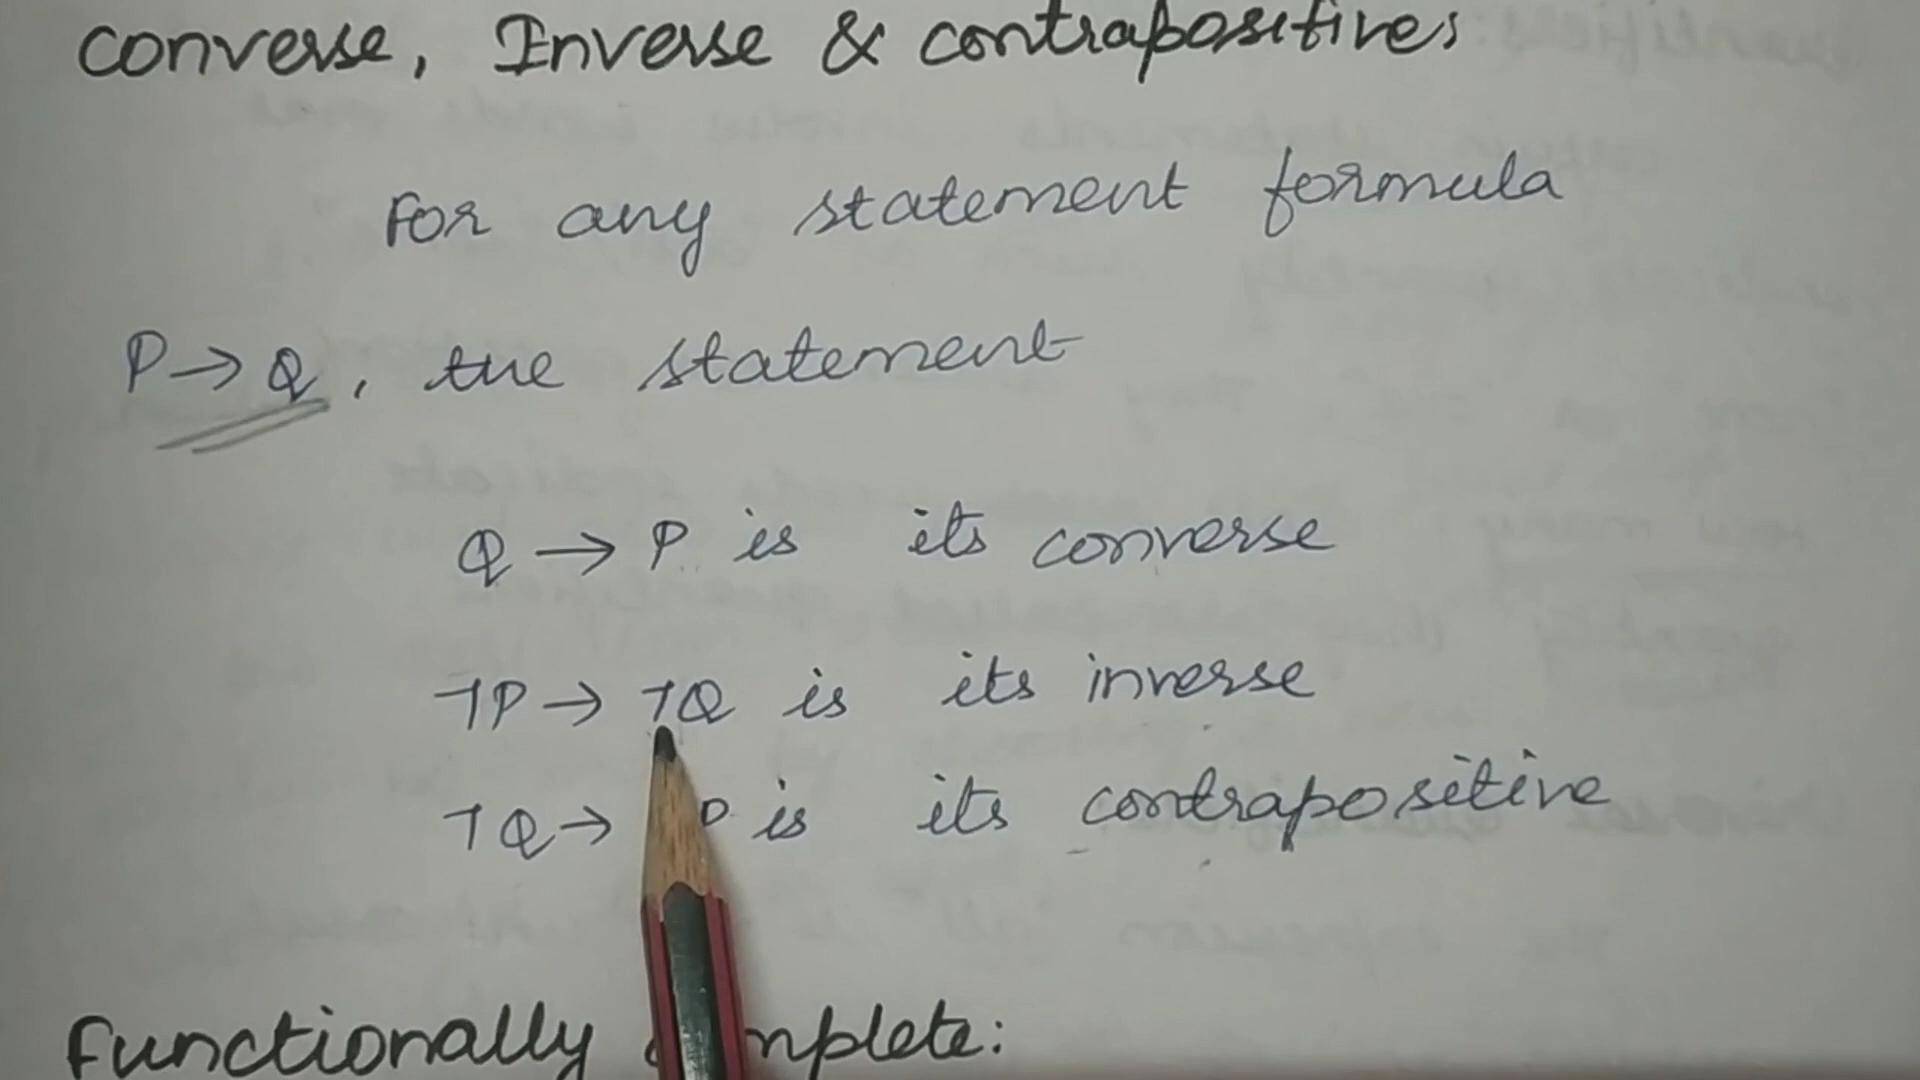 Converse, Inverse & contrapositives
For any statement formula
P → Q, the statement
Q → P is its converse
¬P → ¬Q is its inverse
¬Q → P is its contrapositive
Functionally mplete: